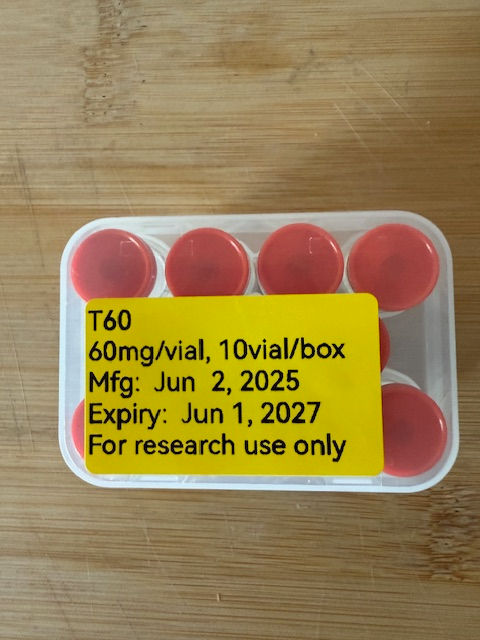 T60
60mg/vial, 10vial/box
Mfg: Jun 2, 2025
Expiry: Jun 1, 2027
For research use only